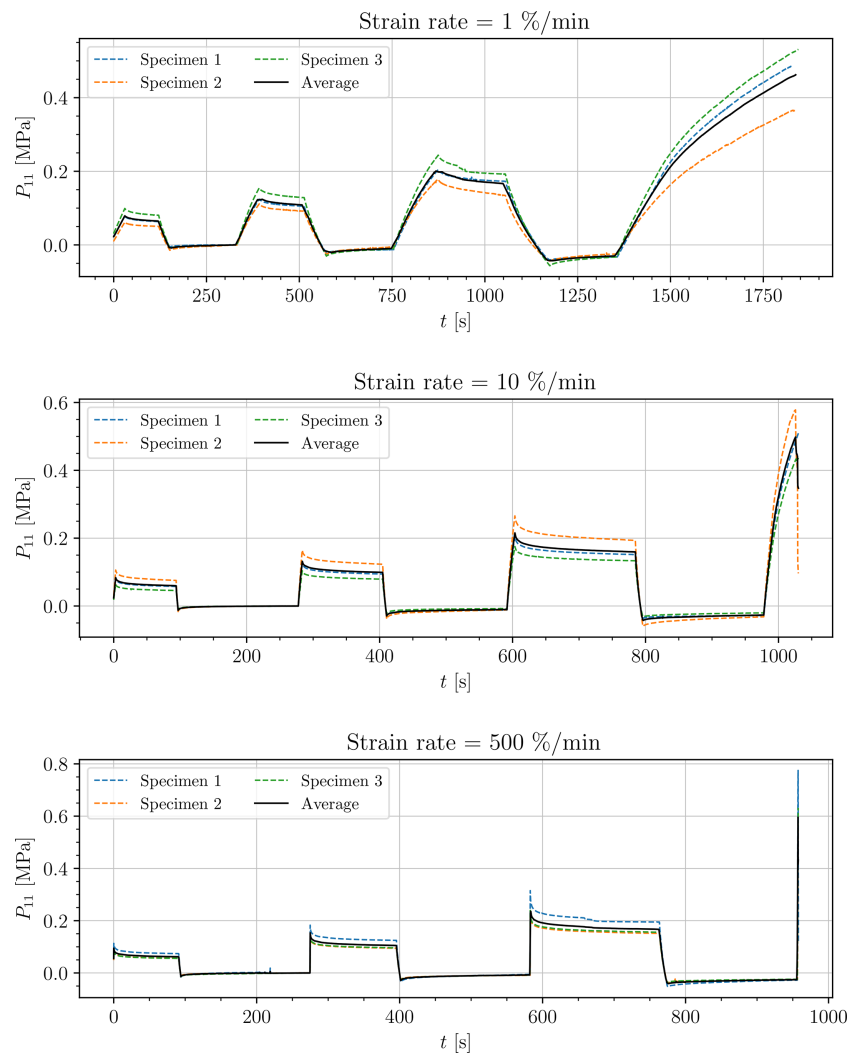 Strain rate = 1 %/min
Specimen 1
Specimen 2
Specimen 3
Average
0.4
0.2
0.0
P11 [MPa]
0 250 500 750 1000 1250 1500 1750
t [s]
Strain rate = 10 %/min
Specimen 1
Specimen 2
Specimen 3
Average
0.6
0.4
0.2
0.0
P11 [MPa]
0 200 400 600 800 1000
t [s]
Strain rate = 500 %/min
Specimen 1
Specimen 2
Specimen 3
Average
0.8
0.6
0.4
0.2
0.0
P11 [MPa]
0 200 400 600 800 1000
t [s]